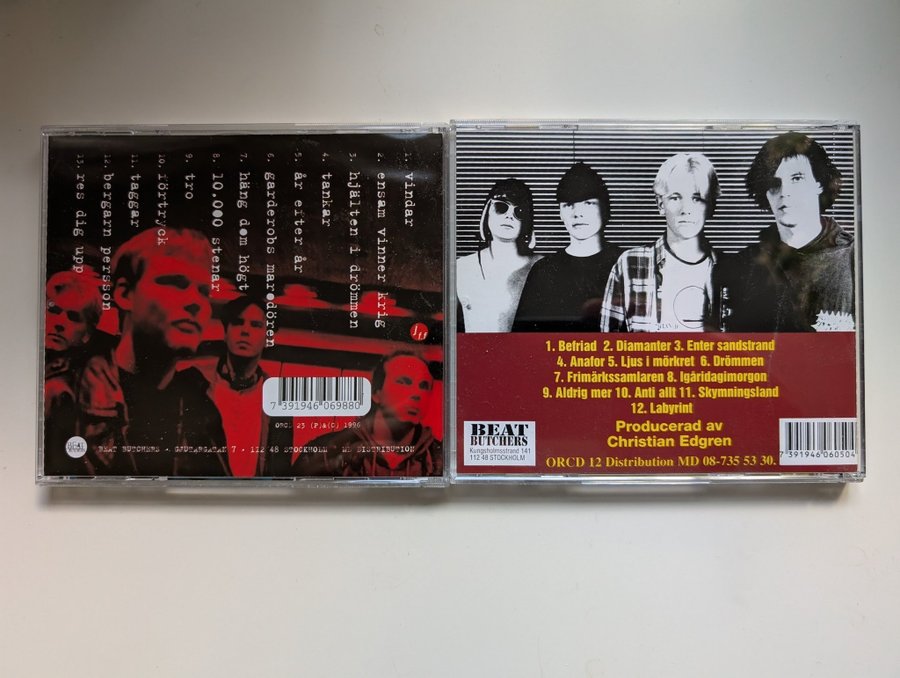 1. vindar
2. ensam vinner krig
3. hjälten i drömmen
4. tankar
5. år efter år
6. garderobs marodören
7. häng dom högt
8. 10.000 stenar
9. tro
10. rörtryck
11. taggar
12. bergarn persson
13. res dig upp
7 391946 069880
ORCD 23 (P)&(C) 1996
BEAT BUTCHERS · GJUTARGATAN 7 · 112 48 STOCKHOLM · MD DISTRIBUTION
1. Befriad 2. Diamanter 3. Enter sandstrand
4. Anafor 5. Ljus i mörkret 6. Drömmen
7. Frimärkssamlaren 8. Igåridagimorgon
9. Aldrig mer 10. Anti allt 11. Skymningsland
12. Labyrint
Producerad av
Christian Edgren
BEAT
BUTCHERS
Kungsholmsstrand 141
112 48 STOCKHOLM
7 391946 060504
ORCD 12 Distribution MD 08-735 53 30.